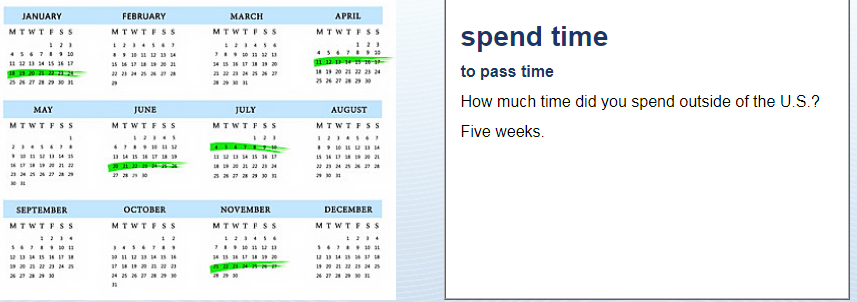 JANUARY
M T W T F S S
1 2 3
4 5 6 7 8 9 10
11 12 13 14 15 16 17
18 19 20 21 22 23 24
25 26 27 28 29 30 31
FEBRUARY
M T W T F S S
1 2 3 4 5 6 7
8 9 10 11 12 13 14
15 16 17 18 19 20 21
22 23 24 25 26 27 28
29
MARCH
M T W T F S S
1 2 3 4 5 6
7 8 9 10 11 12 13
14 15 16 17 18 19 20
21 22 23 24 25 26 27
28 29 30 31
APRIL
M T W T F S S
1 2 3
4 5 6 7 8 9 10
11 12 13 14 15 16 17
18 19 20 21 22 23 24
25 26 27 28 29 30
MAY
M T W T F S S
1
2 3 4 5 6 7 8
9 10 11 12 13 14 15
16 17 18 19 20 21 22
23 24 25 26 27 28 29
30 31
JUNE
M T W T F S S
1 2 3 4 5
6 7 8 9 10 11 12
13 14 15 16 17 18 19
20 21 22 23 24 25 26
27 28 29 30
JULY
M T W T F S S
1 2 3
4 5 6 7 8 9 10
11 12 13 14 15 16 17
18 19 20 21 22 23 24
25 26 27 28 29 30 31
AUGUST
M T W T F S S
1 2 3 4 5 6 7
8 9 10 11 12 13 14
15 16 17 18 19 20 21
22 23 24 25 26 27 28
29 30 31
SEPTEMBER
M T W T F S S
1 2 3 4
5 6 7 8 9 10 11
12 13 14 15 16 17 18
19 20 21 22 23 24 25
26 27 28 29 30
OCTOBER
M T W T F S S
1 2
3 4 5 6 7 8 9
10 11 12 13 14 15 16
17 18 19 20 21 22 23
24 25 26 27 28 29 30
31
NOVEMBER
M T W T F S S
1 2 3 4 5 6
7 8 9 10 11 12 13
14 15 16 17 18 19 20
21 22 23 24 25 26 27
28 29 30
DECEMBER
M T W T F S S
1 2 3 4
5 6 7 8 9 10 11
12 13 14 15 16 17 18
19 20 21 22 23 24 25
26 27 28 29 30 31
spend time
to pass time
How much time did you spend outside of the U.S.?
Five weeks.